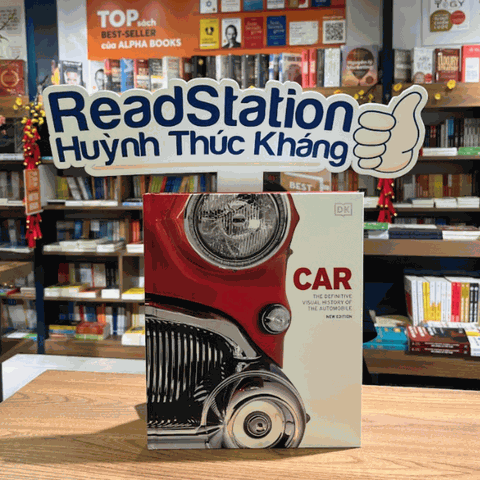 TOP sách
BEST-SELLER
của ALPHA BOOKS
ReadStation
Huỳnh Thúc Kháng
BEST
DK
CAR
THE DEFINITIVE
VISUAL HISTORY OF
THE AUTOMOBILE
NEW EDITION